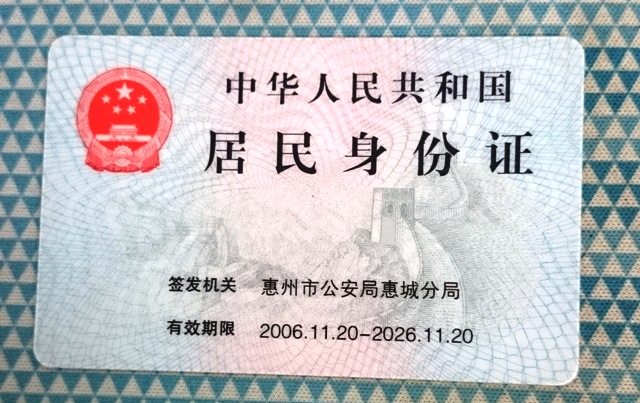 中华人民共和国
居民身份证
签发机关 惠州市公安局惠城分局
有效期限 2006.11.20-2026.11.20